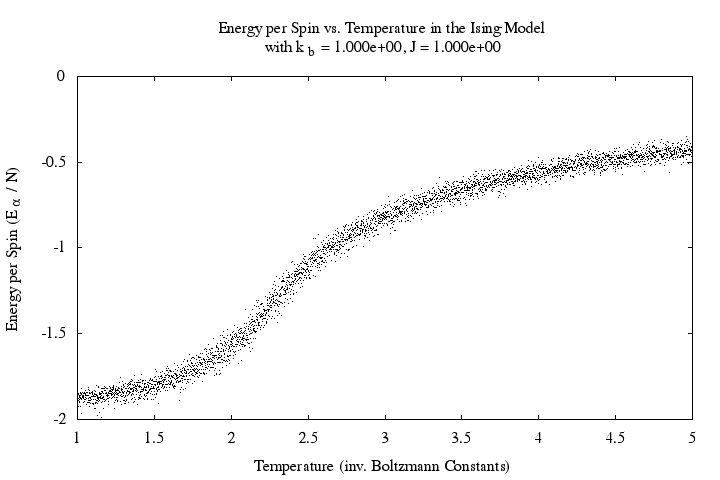 Energy per Spin vs. Temperature in the Ising Model
with k b = 1.000e+00, J = 1.000e+00
0
-0.5
-1
-1.5
-2
Energy per Spin (E α / N)
1 1.5 2 2.5 3 3.5 4 4.5 5
Temperature (inv. Boltzmann Constants)